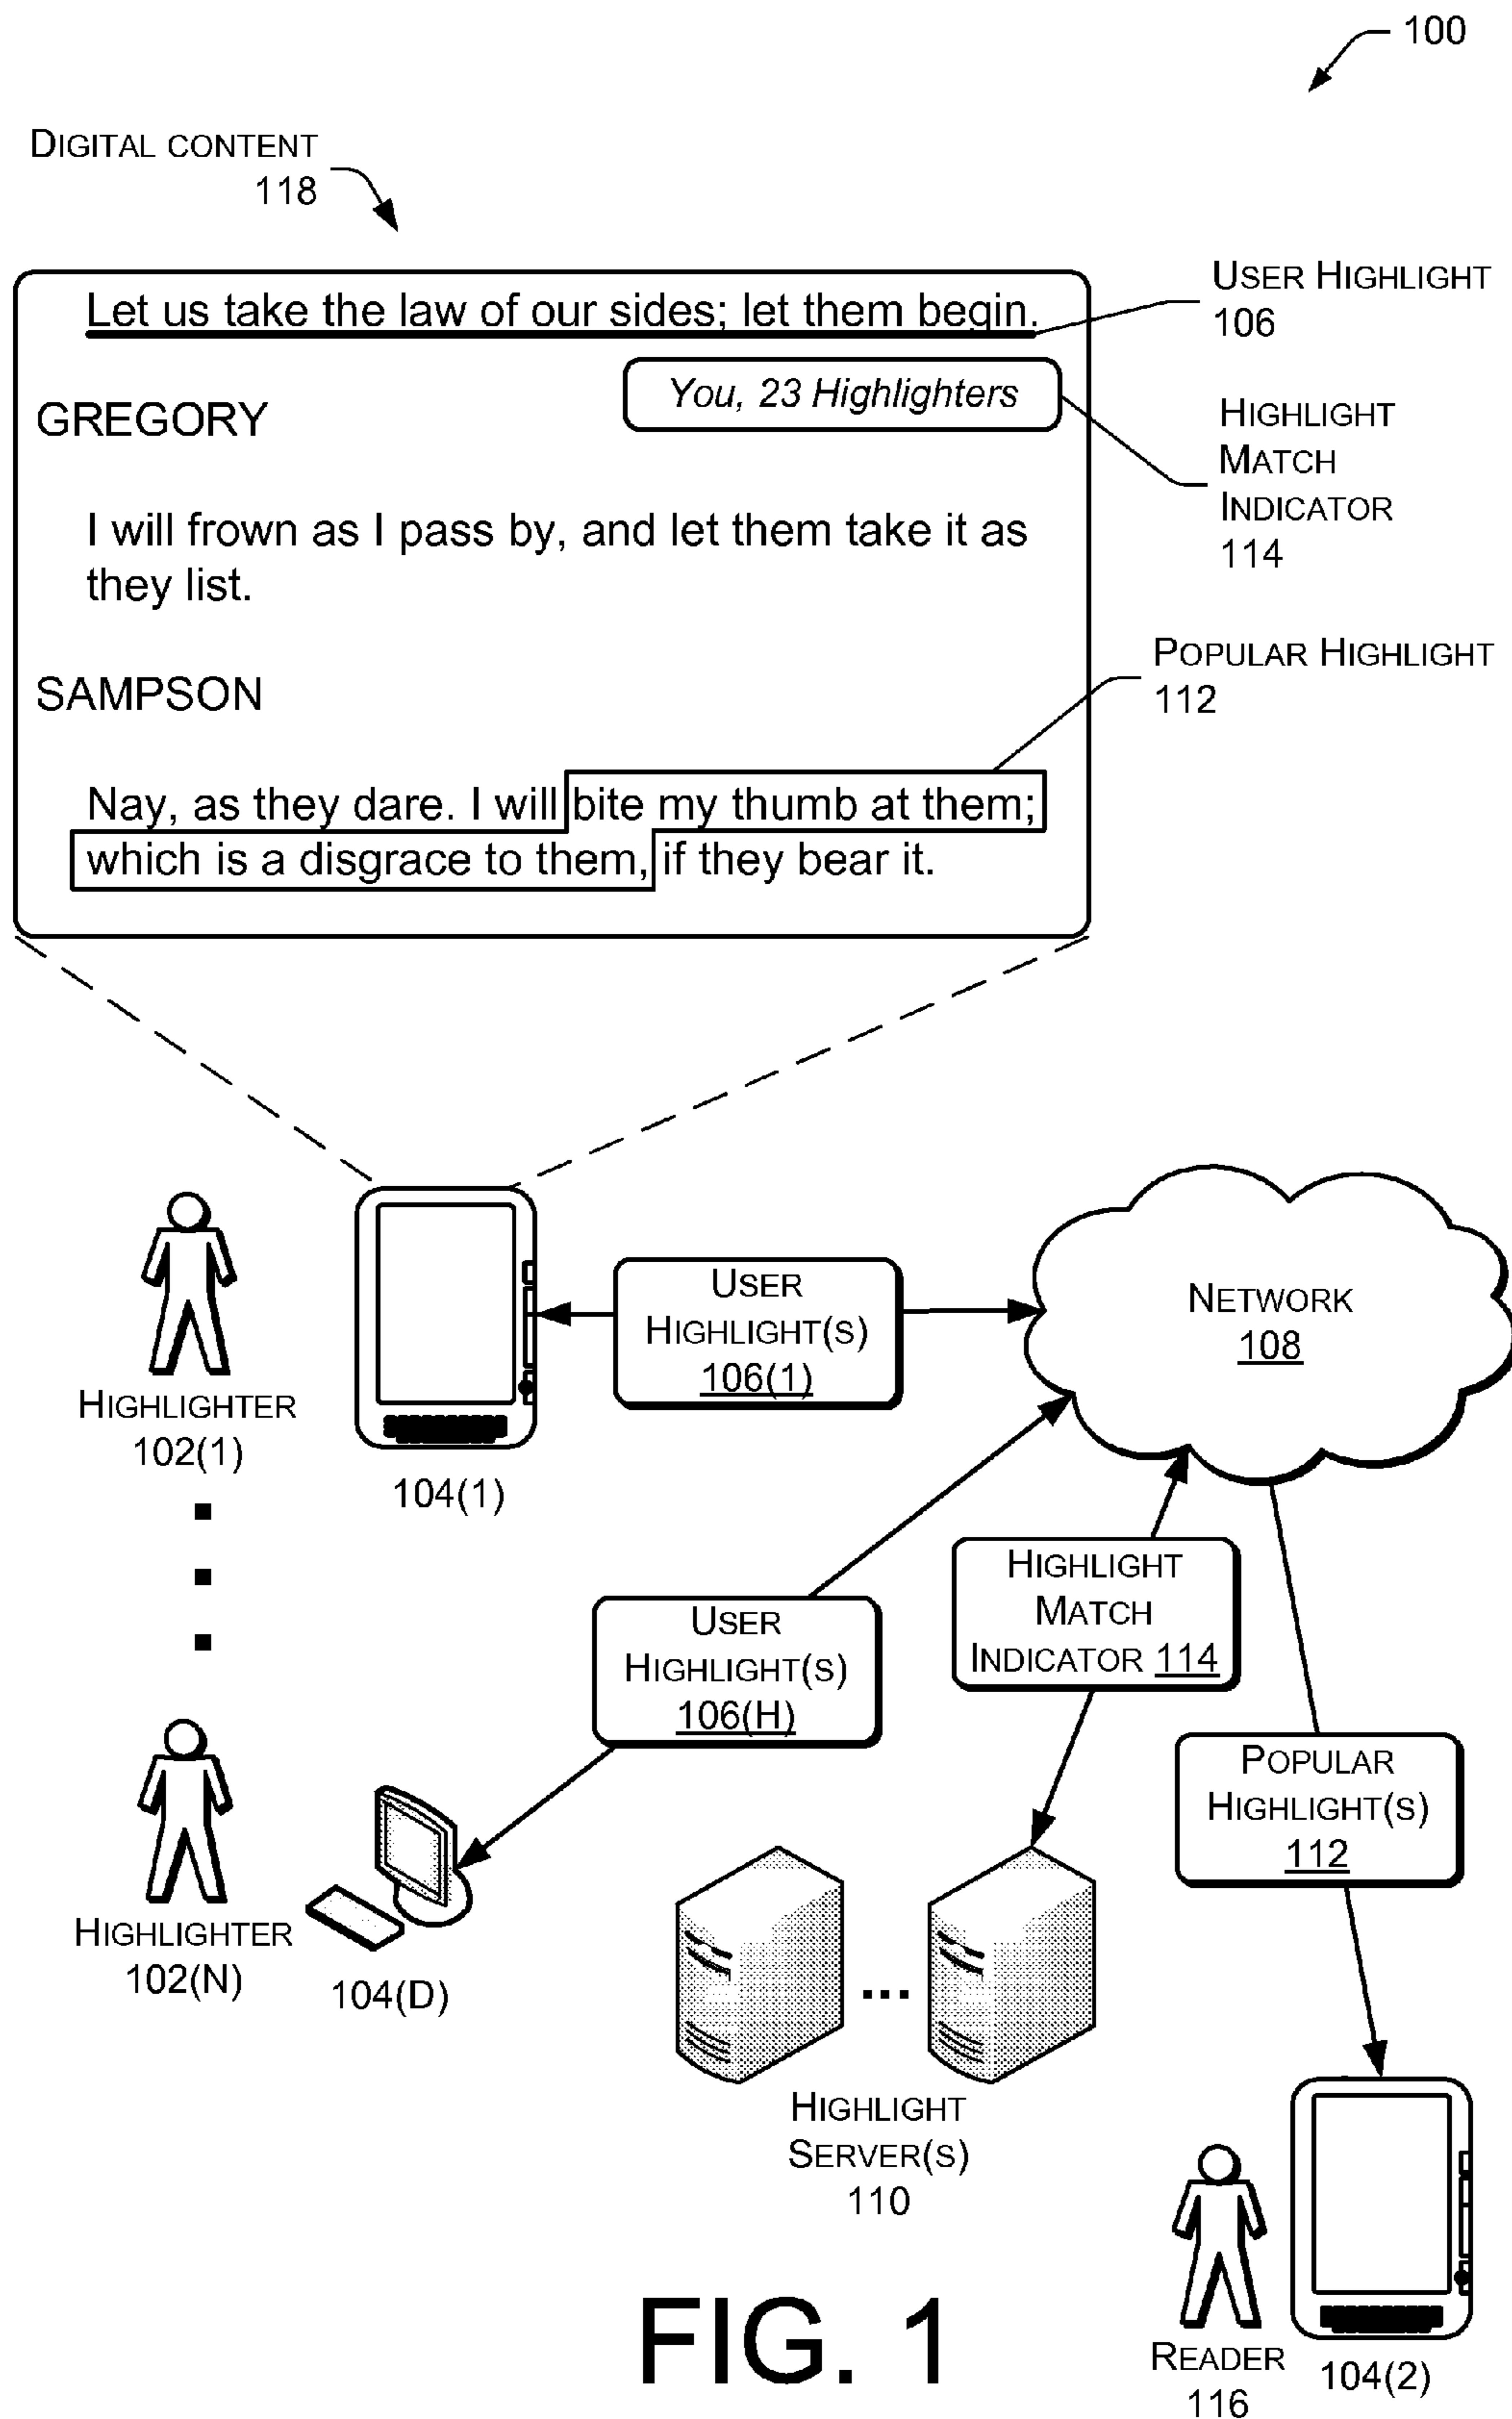 100
DIGITAL CONTENT
118
Let us take the law of our sides; let them begin.
USER HIGHLIGHT
106
You, 23 Highlighters
GREGORY
HIGHLIGHT
MATCH
INDICATOR
114
I will frown as I pass by, and let them take it as
they list.
POPULAR HIGHLIGHT
112
SAMPSON
Nay, as they dare. I will bite my thumb at them;
which is a disgrace to them, if they bear it.
USER
HIGHLIGHT(S)
106(1)
NETWORK
108
HIGHLIGHTER
102(1)
104(1)
HIGHLIGHT
MATCH
INDICATOR 114
USER
HIGHLIGHT(S)
106(H)
POPULAR
HIGHLIGHT(S)
112
HIGHLIGHTER
102(N)
104(D)
...
HIGHLIGHT
SERVER(S)
110
FIG. 1
READER
116
104(2)